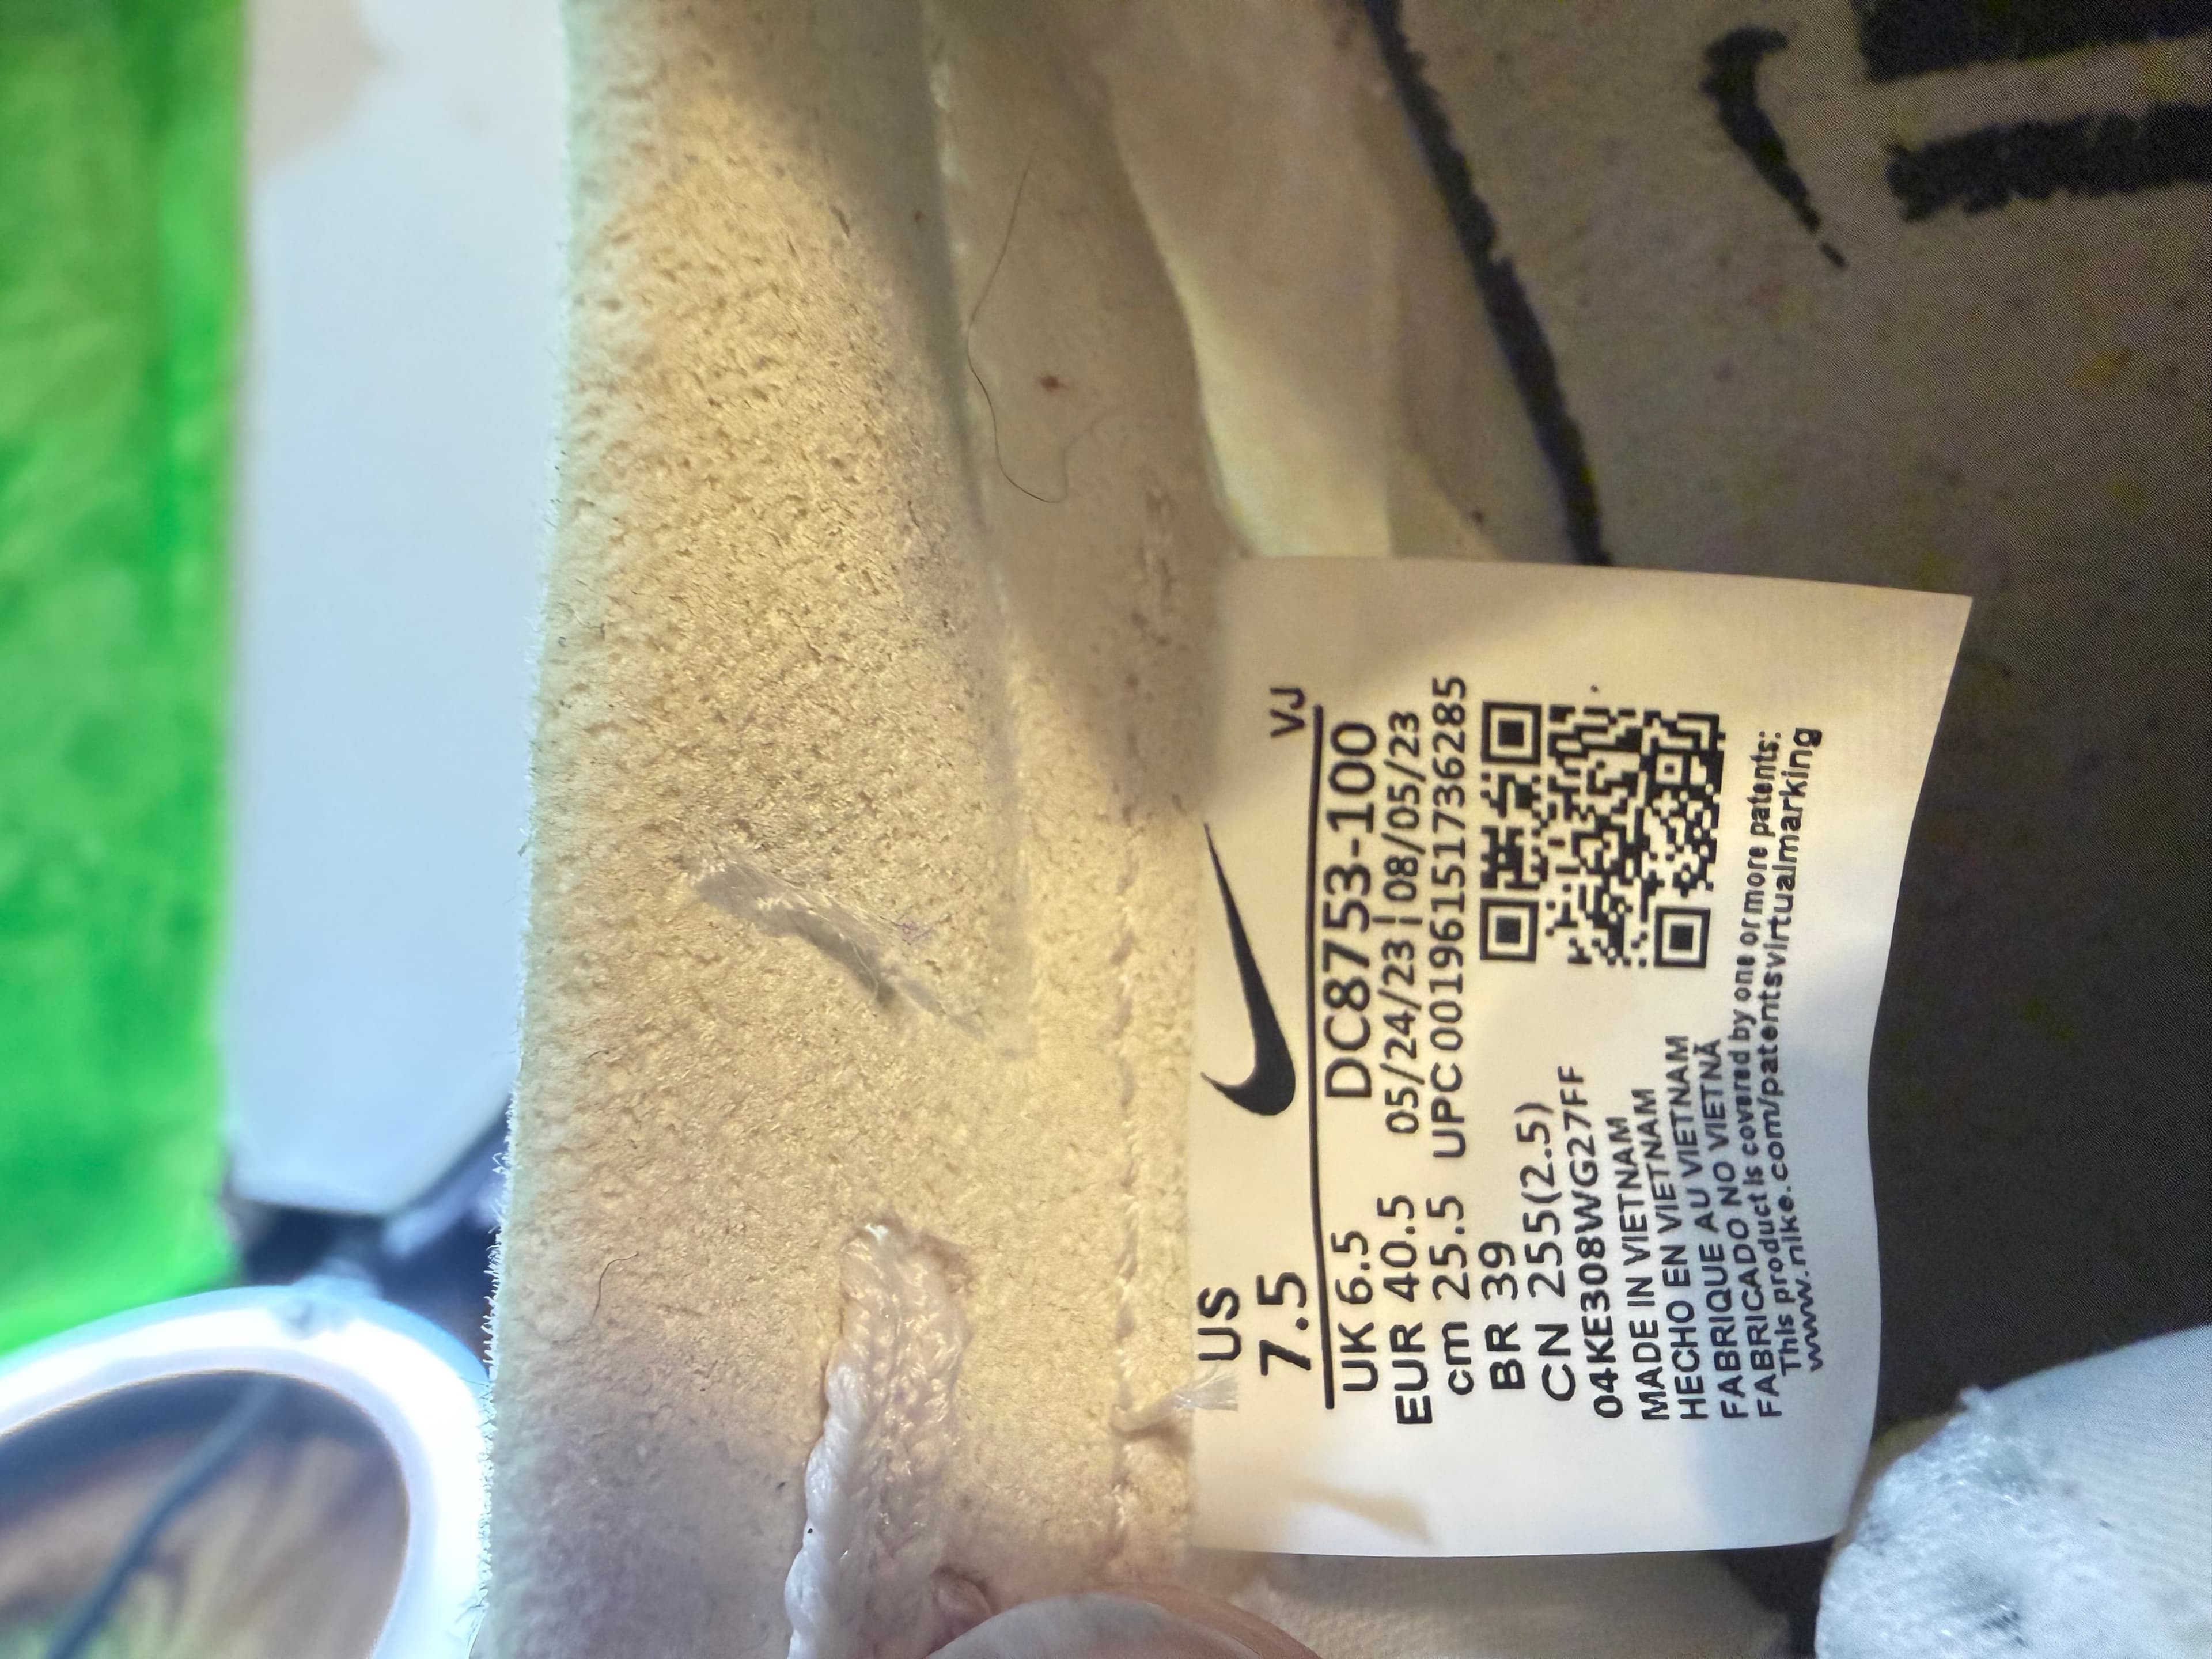 US
7.5
VJ
UK 6.5
EUR 40.5
cm 25.5
BR 39
CN 255(2.5)
DC8753-100
05/24/23 | 08/05/23
UPC 00196151736285
04KE308WG27FF
MADE IN VIETNAM
HECHO EN VIETNAM
FABRIQUE AU VIETNAM
FABRICADO NO VIETNÃ
This product is covered by one or more patents:
www.nike.com/patentsvirtualmarking